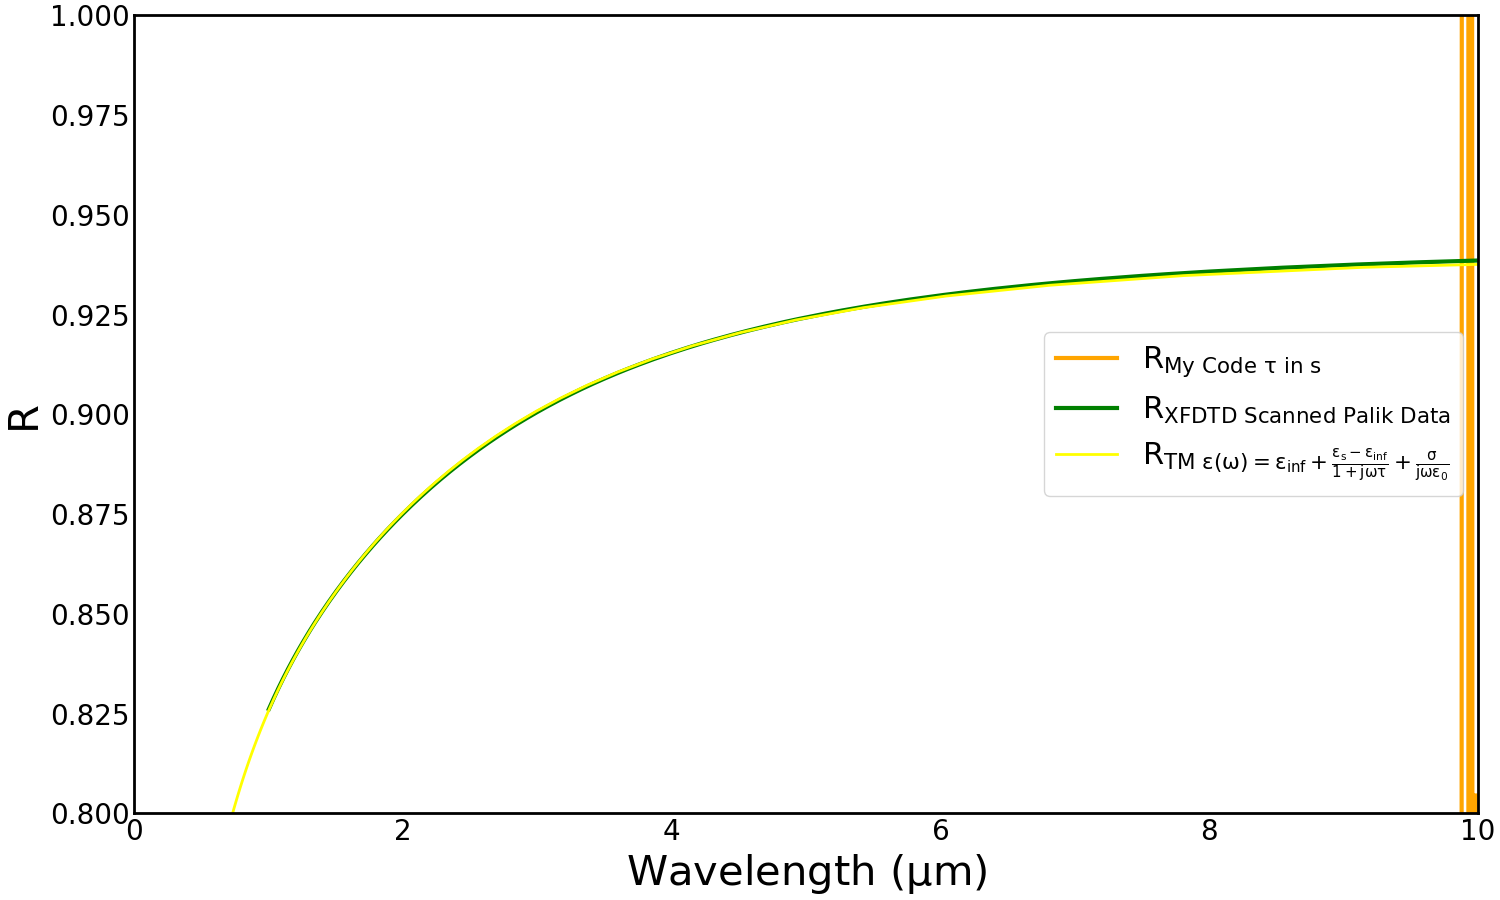 1.000
0.975
0.950
0.925
0.900
0.875
0.850
0.825
0.800
R
R_My Code τ in s
R_XFDTD Scanned Palik Data
R_TM ε(ω) = ε_inf + (ε_s − ε_inf)/(1 + jωτ) + σ/(jωε_0)
0 2 4 6 8 10
Wavelength (μm)